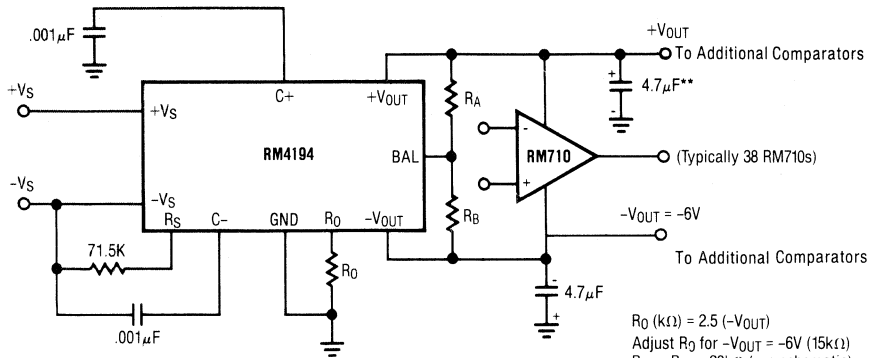 .001µF
+VOUT
To Additional Comparators
+VS
+VS
C+
+VOUT
RA
+
4.7µF**
-
RM4194
BAL
-
RM710
+
(Typically 38 RM710s)
-VS
-VS
RS
C-
GND
RO
-VOUT
RB
-VOUT = -6V
To Additional Comparators
71.5K
RO
-
4.7µF
+
.001µF
RO (kΩ) = 2.5 (-VOUT)
Adjust RO for -VOUT = -6V (15kΩ)